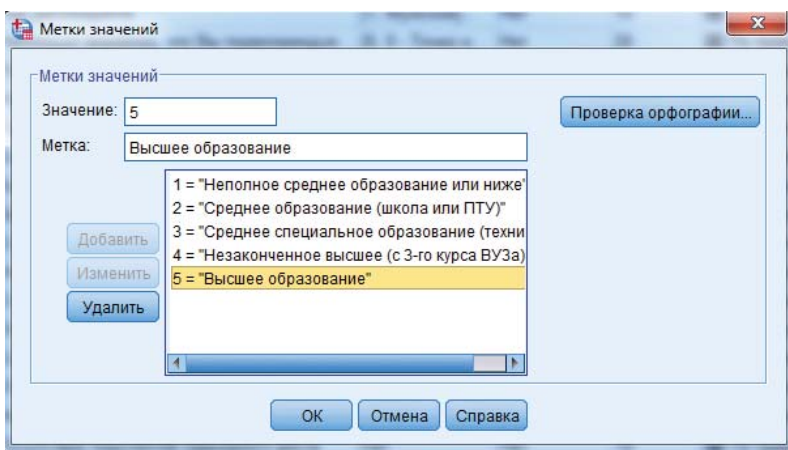 Метки значений
Метки значений
Значение: 5
Проверка орфографии...
Метка: Высшее образование
1 = "Неполное среднее образование или ниже"
2 = "Среднее образование (школа или ПТУ)"
3 = "Среднее специальное образование (техни
4 = "Незаконченное высшее (с 3-го курса ВУЗа)
5 = "Высшее образование"
Добавить
Изменить
Удалить
ОК
Отмена
Справка